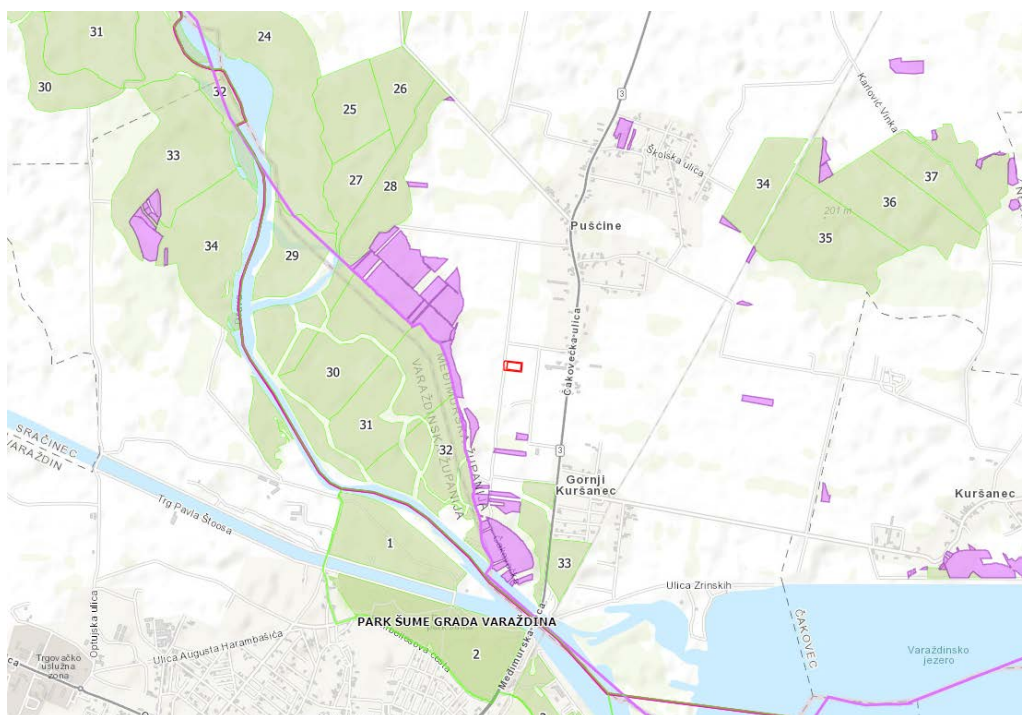 31
24
30
32
26
25
3
33
Karlović Vinka
Školska ulica
27
28
34
37
36
201 m
35
Pušćine
34
29
Čakovečka ulica
30
MEĐIMURSKA ŽUPANIJA
VARAŽDINSKA ŽUPANIJA
31
32
3
SRAČINEC
VARAŽDIN
Gornji
Kuršanec
Kuršanec
Trg Pavla Štoosa
1
33
Ulica Zrinskih
PARK ŠUME GRADA VARAŽDINA
Optujska ulica
Ulica Augusta Harambašića
2
ČAKOVEC
Varaždinsko
jezero
Trgovačko
uslužna
zona